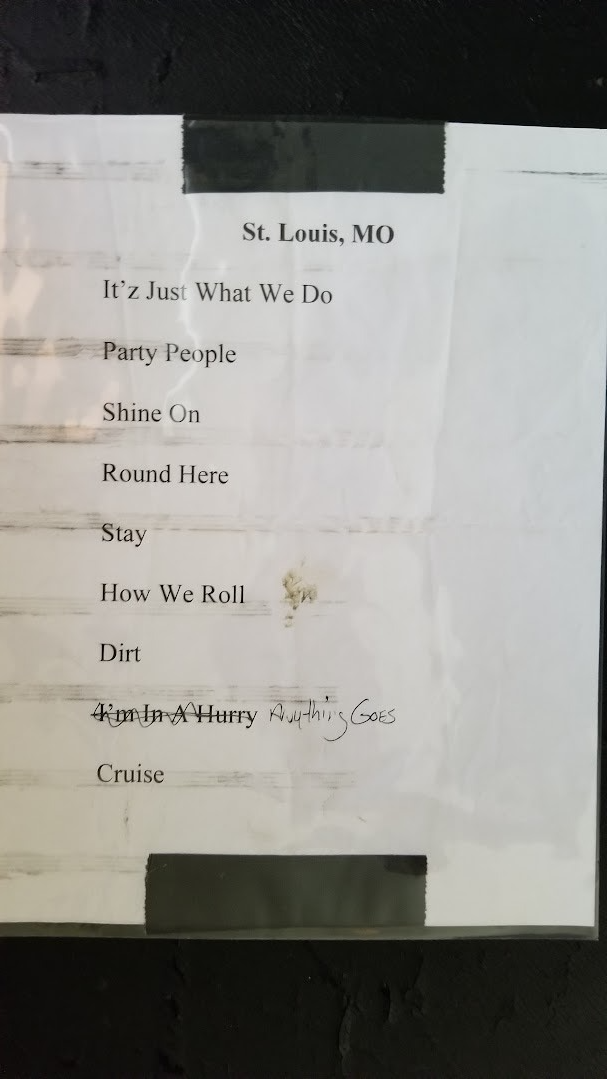 St. Louis, MO
It'z Just What We Do
Party People
Shine On
Round Here
Stay
How We Roll
Dirt
I'm In A Hurry Anything GOES
Cruise